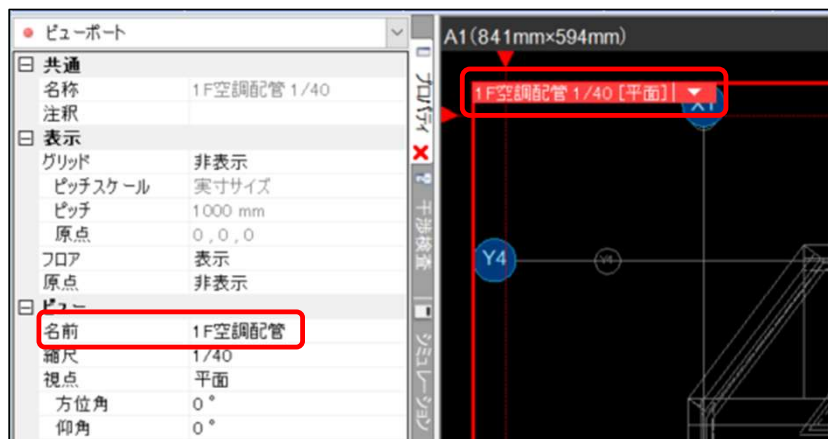 ビューポート
共通
名称 1F空調配管 1/40
注釈
表示
グリッド 非表示
ピッチスケール 実寸サイズ
ピッチ 1000 mm
原点 0 , 0 , 0
フロア 表示
原点 非表示
ビュー
名前 1F空調配管
縮尺 1/40
視点 平面
方位角 0 °
仰角 0 °
プロパティ
干渉検査
シミュレーション
A1(841mm×594mm)
1F空調配管 1/40 [平面]
X1
Y4
Y4